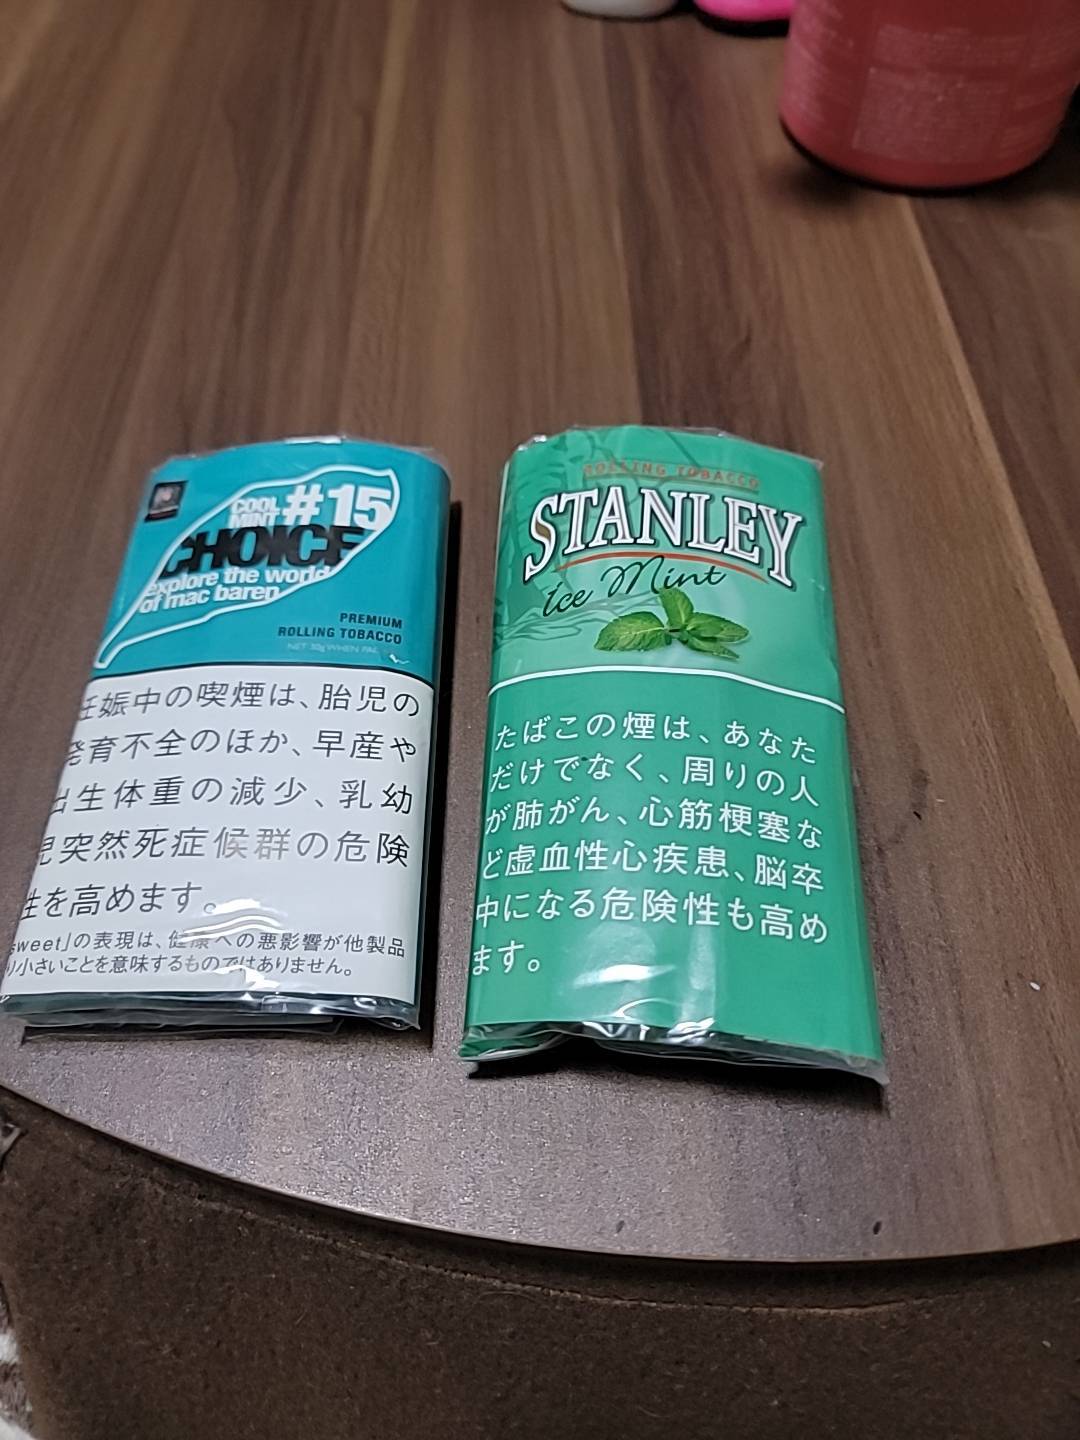 COOL MINT #15
CHOICE
explore the world
of mac baren
PREMIUM
ROLLING TOBACCO
NET 30g WHEN
妊娠中の喫煙は、胎児の
発育不全のほか、早産や
出生体重の減少、乳幼
児突然死症候群の危険
性を高めます。
sweet」の表現は、健康への悪影響が他製品
り小さいことを意味するものではありません。
ROLLING TOBACCO
STANLEY
Ice Mint
たばこの煙は、あなた
だけでなく、周りの人
が肺がん、心筋梗塞な
ど虚血性心疾患、脳卒
中になる危険性も高め
ます。